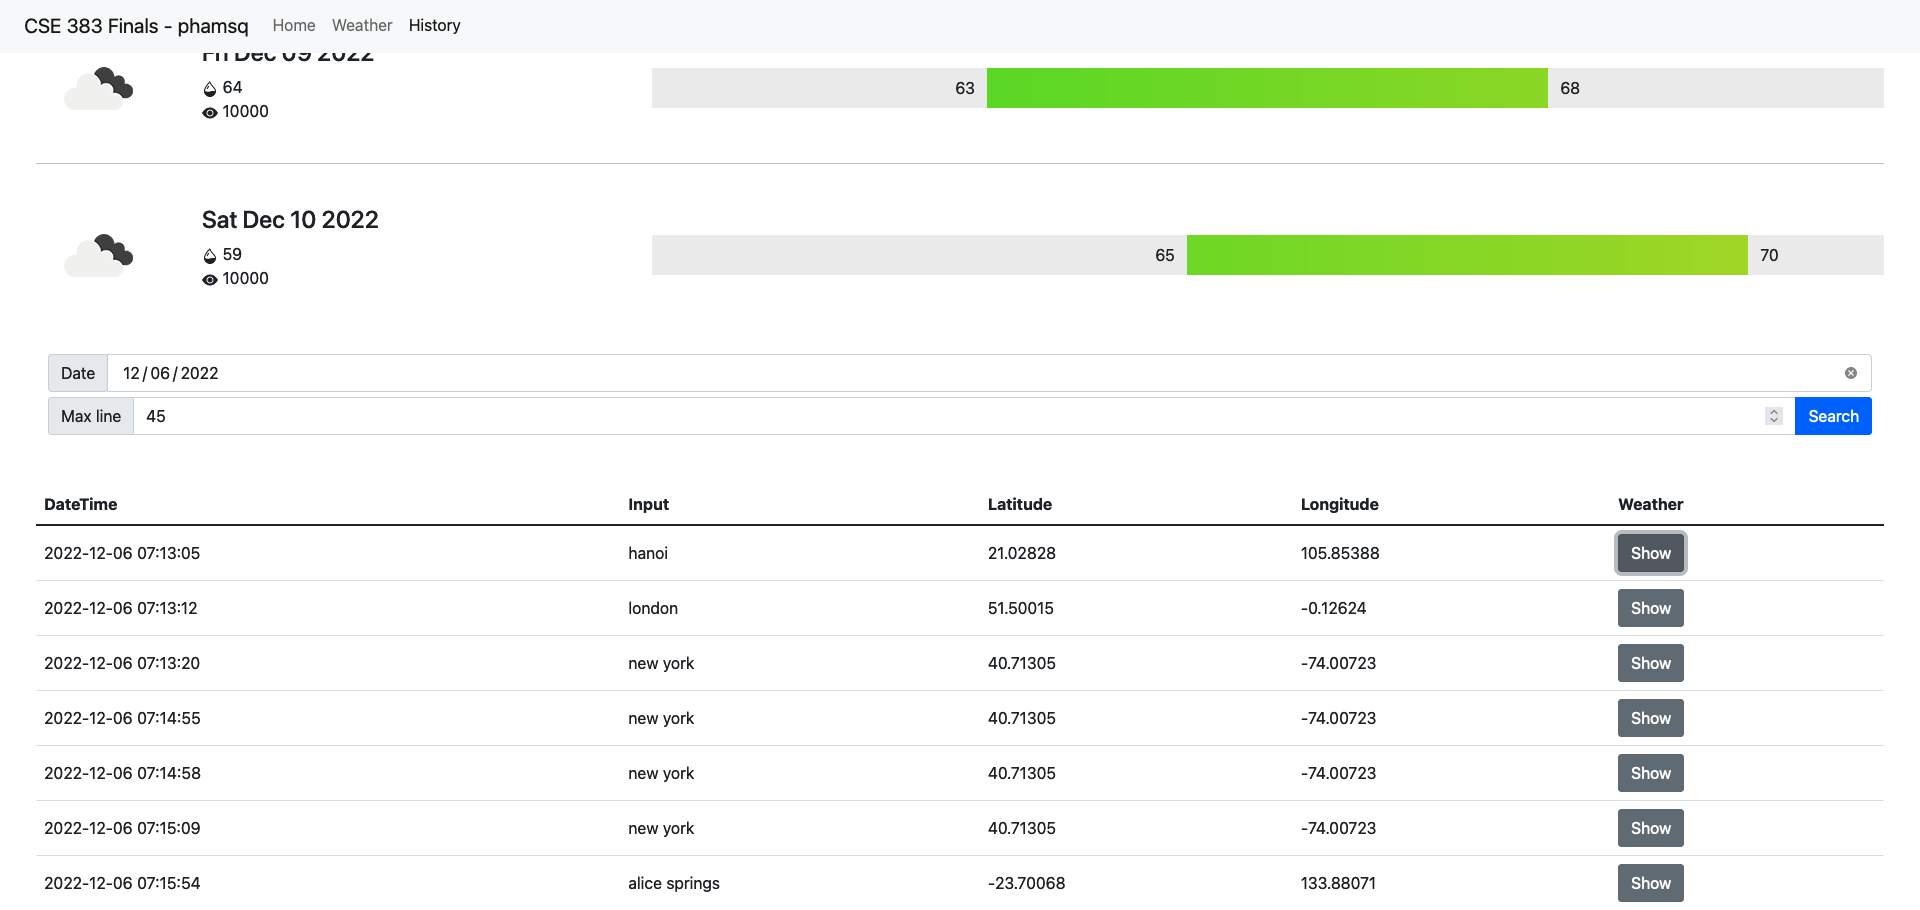 CSE 383 Finals - phamsq Home Weather History
Fri Dec 09 2022
64
10000
63 68
Sat Dec 10 2022
59
10000
65 70
Date 12/06/2022
Max line 45 Search
DateTime Input Latitude Longitude Weather
2022-12-06 07:13:05 hanoi 21.02828 105.85388 Show
2022-12-06 07:13:12 london 51.50015 -0.12624 Show
2022-12-06 07:13:20 new york 40.71305 -74.00723 Show
2022-12-06 07:14:55 new york 40.71305 -74.00723 Show
2022-12-06 07:14:58 new york 40.71305 -74.00723 Show
2022-12-06 07:15:09 new york 40.71305 -74.00723 Show
2022-12-06 07:15:54 alice springs -23.70068 133.88071 Show